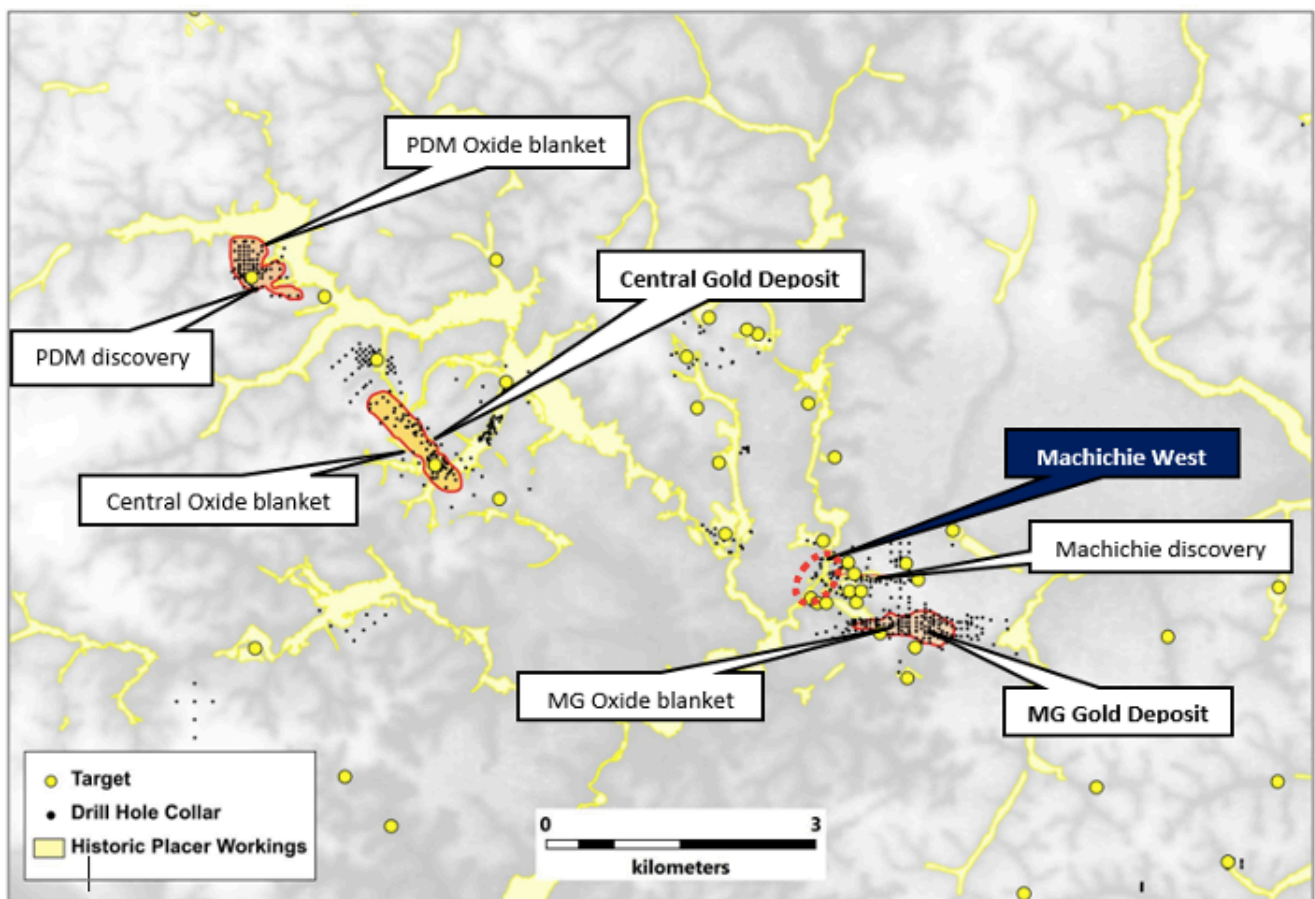 PDM Oxide blanket
Central Gold Deposit
PDM discovery
Machichie West
Central Oxide blanket
Machichie discovery
MG Oxide blanket
MG Gold Deposit
Target
Drill Hole Collar
Historic Placer Workings
0 3
kilometers